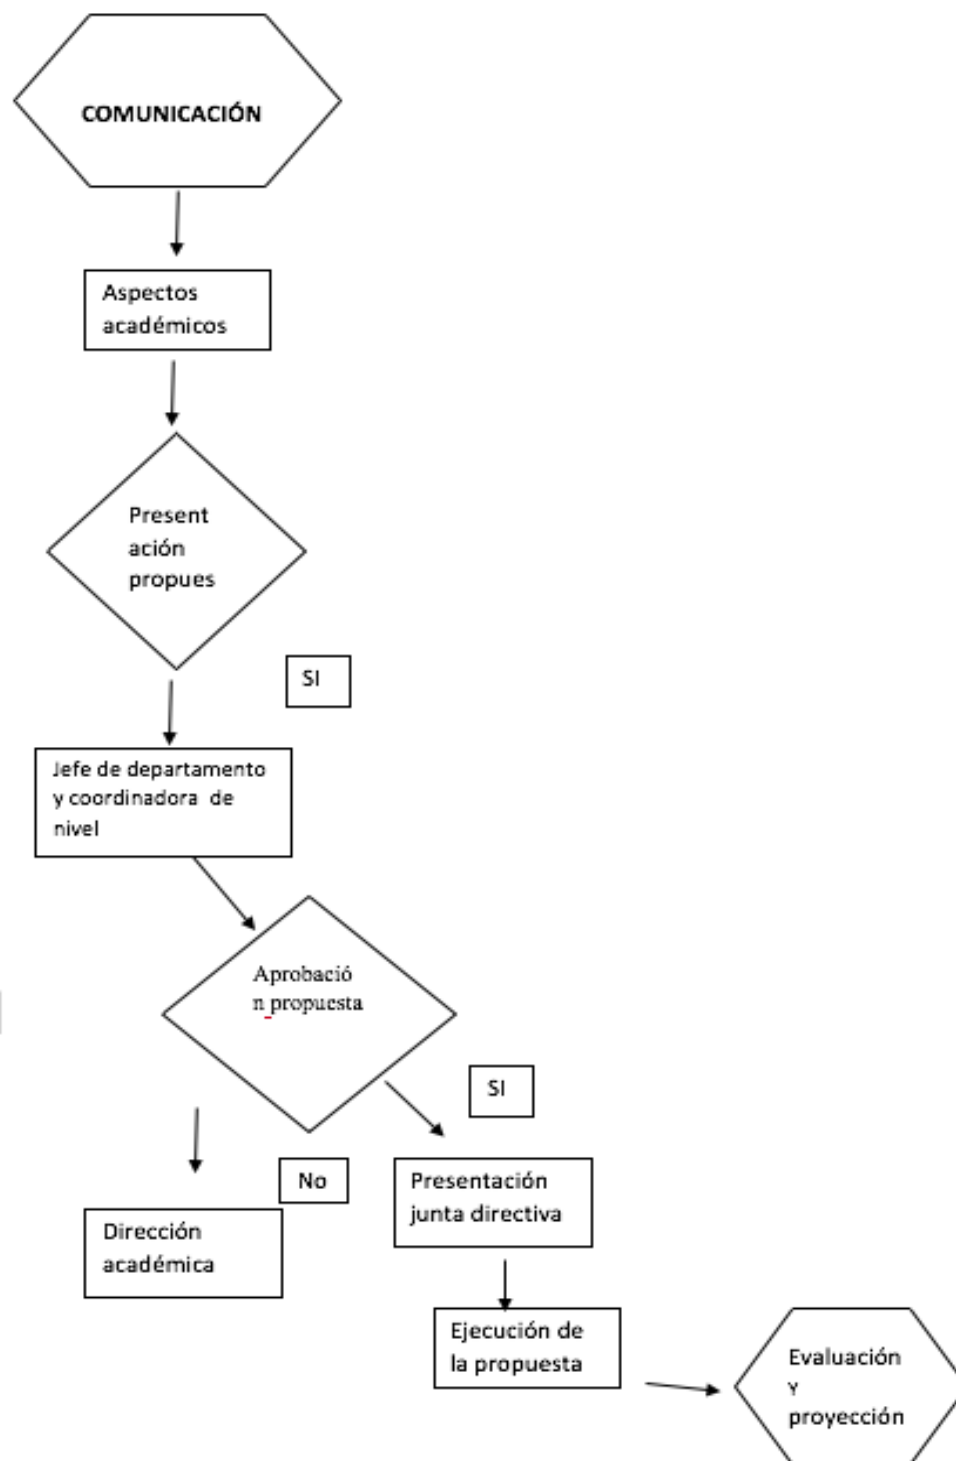 COMUNICACIÓN
Aspectos
académicos
Present
ación
propues
SI
Jefe de departamento
y coordinadora de
nivel
Aprobació
n propuesta
SI
No
Presentación
junta directiva
Dirección
académica
Ejecución de
la propuesta
Evaluación
y
proyección